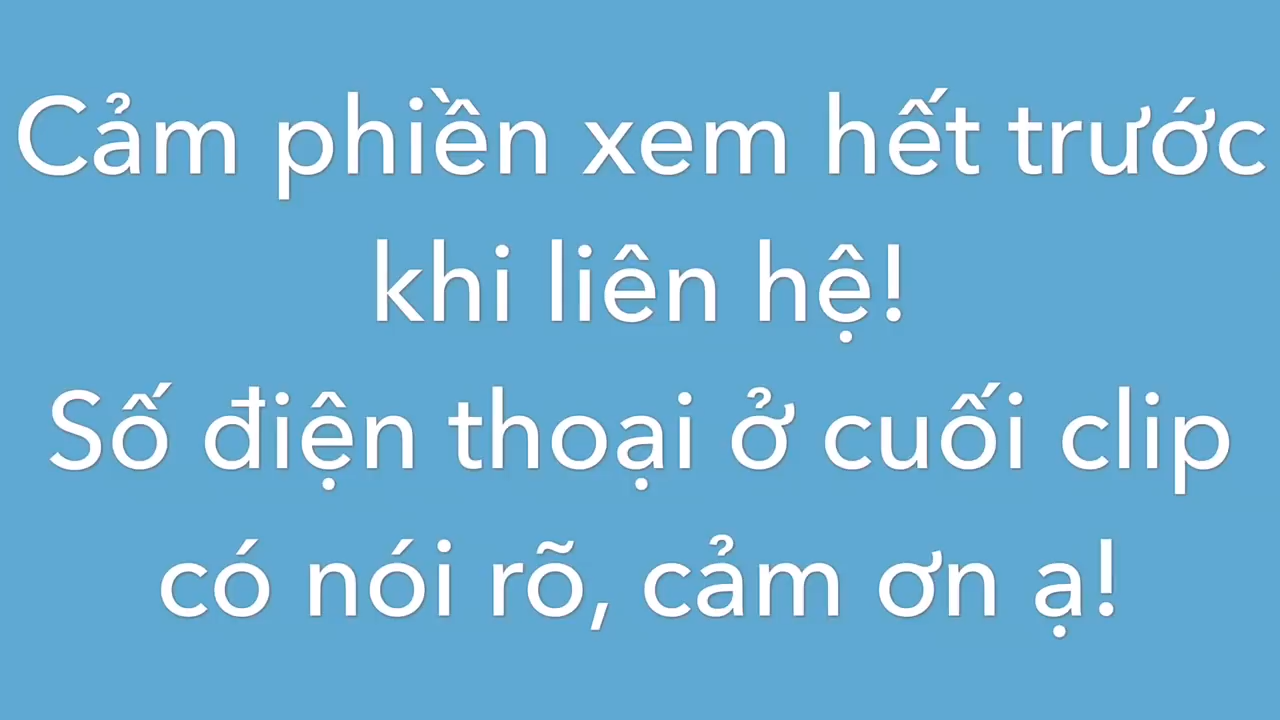 Cảm phiền xem hết trước
khi liên hệ!
Số điện thoại ở cuối clip
có nói rõ, cảm ơn ạ!